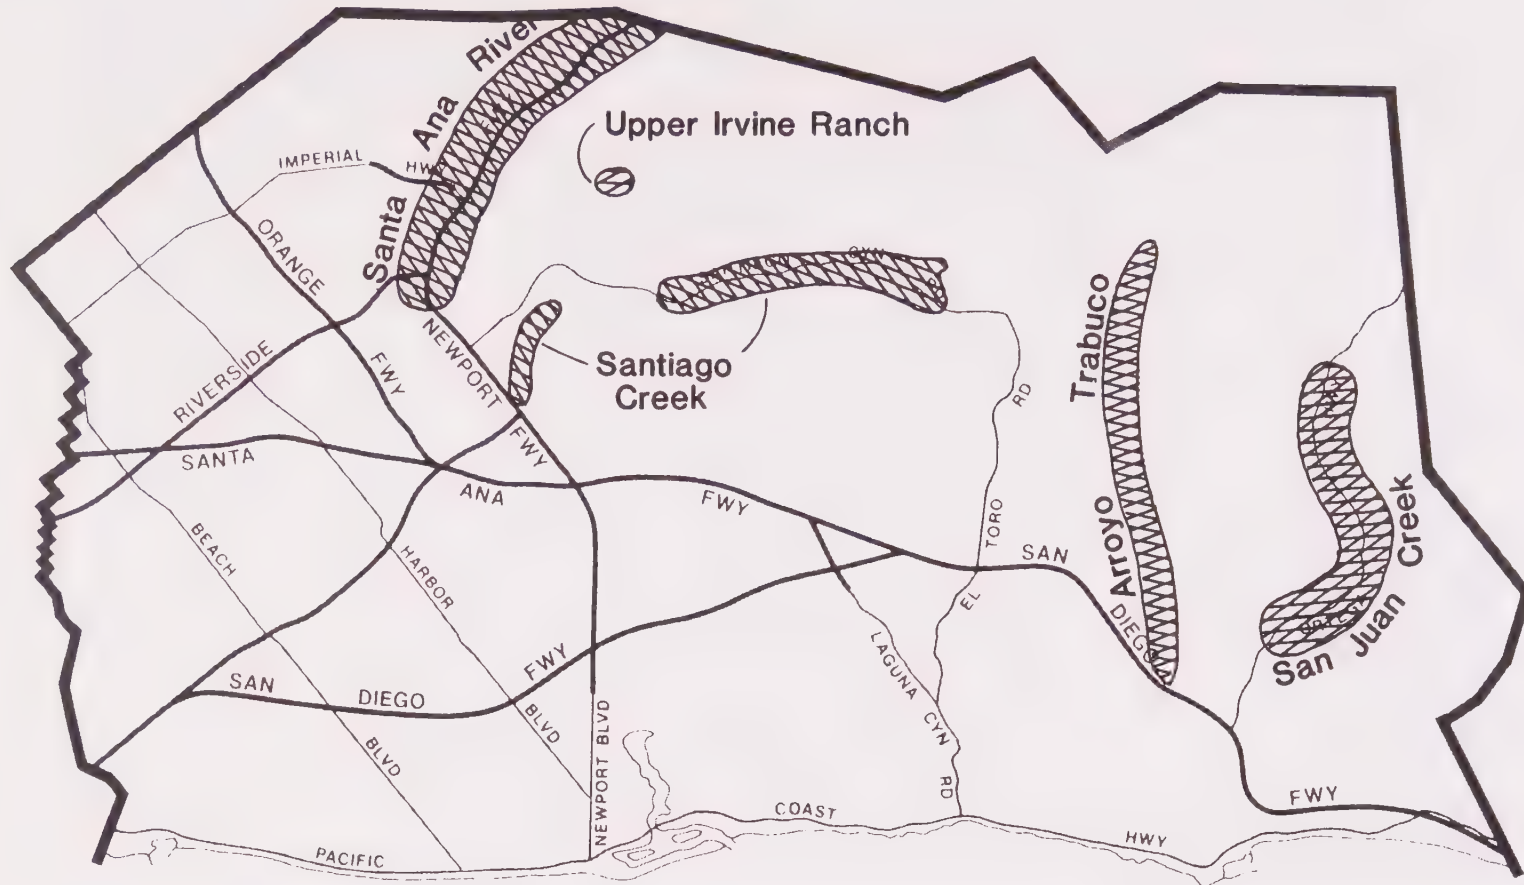 Santa Ana River
Upper Irvine Ranch
IMPERIAL HWY
ORANGE FWY
Santiago
Creek
Arroyo Trabuco
San Juan Creek
RIVERSIDE
NEWPORT FWY
SANTA ANA FWY
BEACH BLVD
HARBOR BLVD
SAN DIEGO FWY
NEWPORT BLVD
LAGUNA CYN RD
EL TORO RD
SAN DIEGO FWY
PACIFIC COAST HWY